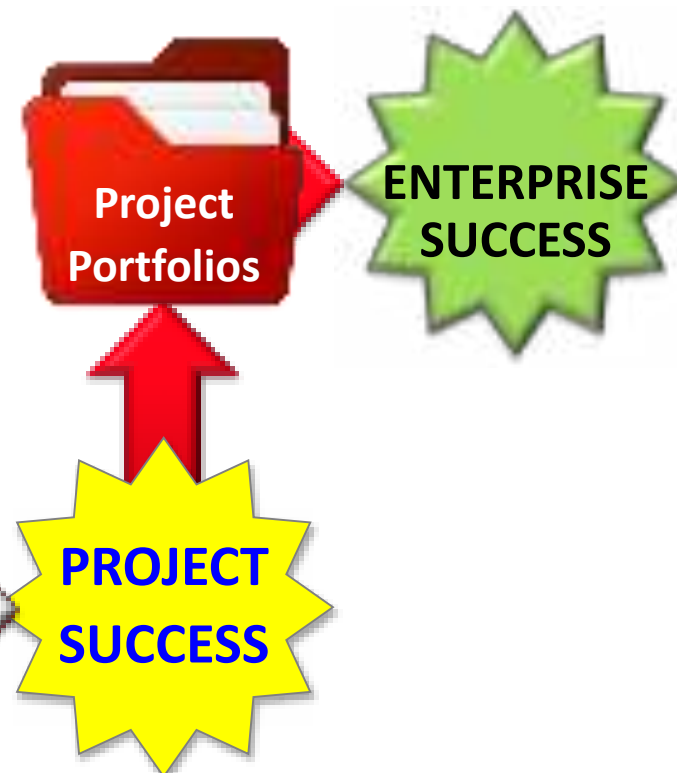 Project
Portfolios
ENTERPRISE
SUCCESS
PROJECT
SUCCESS